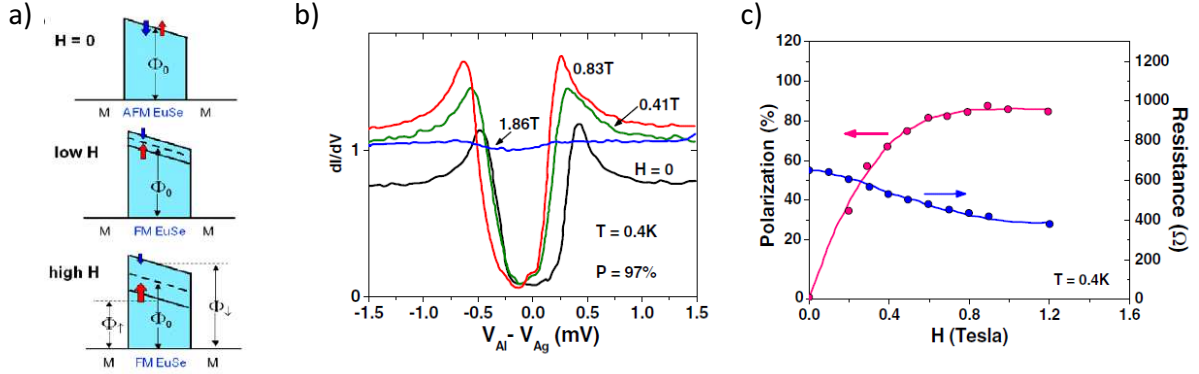 a)
H = 0
Φ₀
M AFM EuSe M
low H
Φ₀
M FM EuSe M
high H
Φ↑
Φ₀
Φ↓
M FM EuSe M
b)
dI/dV
1
0
0.83T
0.41T
1.86T
H = 0
T = 0.4K
P = 97%
-1.5 -1.0 -0.5 0.0 0.5 1.0 1.5
V_Al - V_Ag (mV)
c)
Polarization (%)
120
100
80
60
40
20
0
0.0 0.4 0.8 1.2 1.6
H (Tesla)
T = 0.4K
1200
1000
800
600
400
200
0
Resistance (Ω)